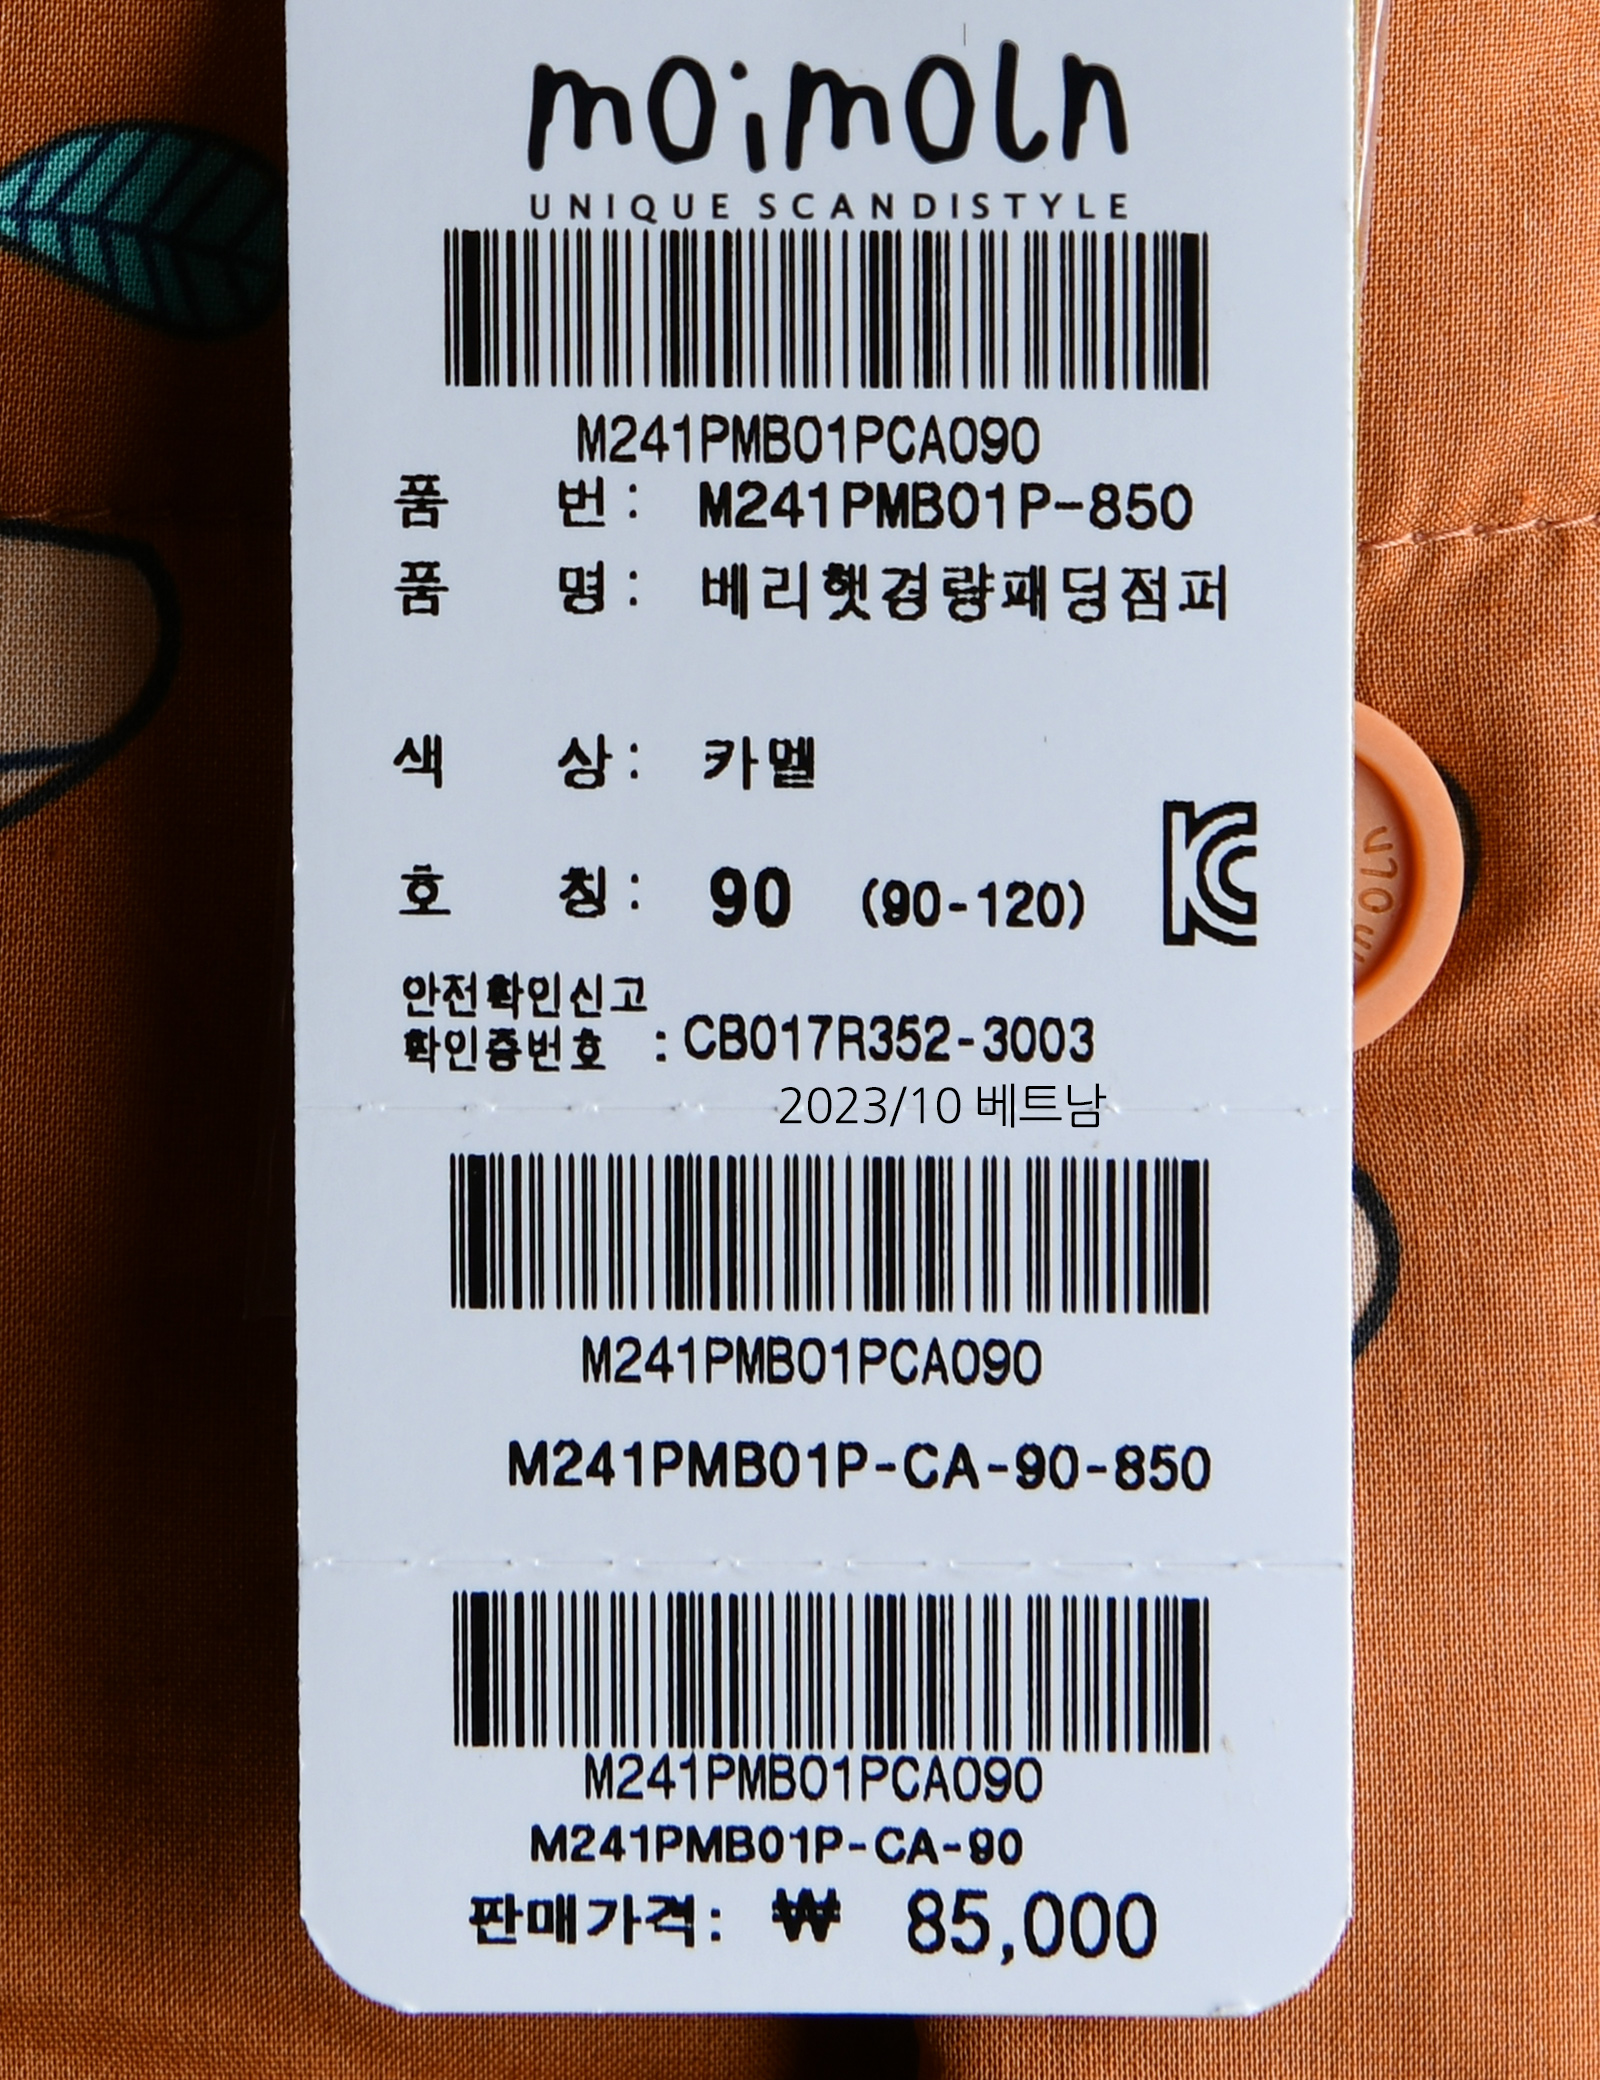 moimoln
UNIQUE SCANDISTYLE
M241PMB01PCA090
품 번 : M241PMB01P-850
품 명 : 베리햇경량패딩점퍼
색 상 : 카멜
호 칭 : 90 (90-120)
안전확인신고
확인증번호 : CB017R352-3003
2023/10 베트남
M241PMB01PCA090
M241PMB01P-CA-90-850
M241PMB01PCA090
M241PMB01P-CA-90
판매가격: ₩ 85,000
moln